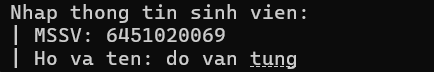 Nhap thong tin sinh vien:
| MSSV: 6451020069
| Ho va ten: do van tung